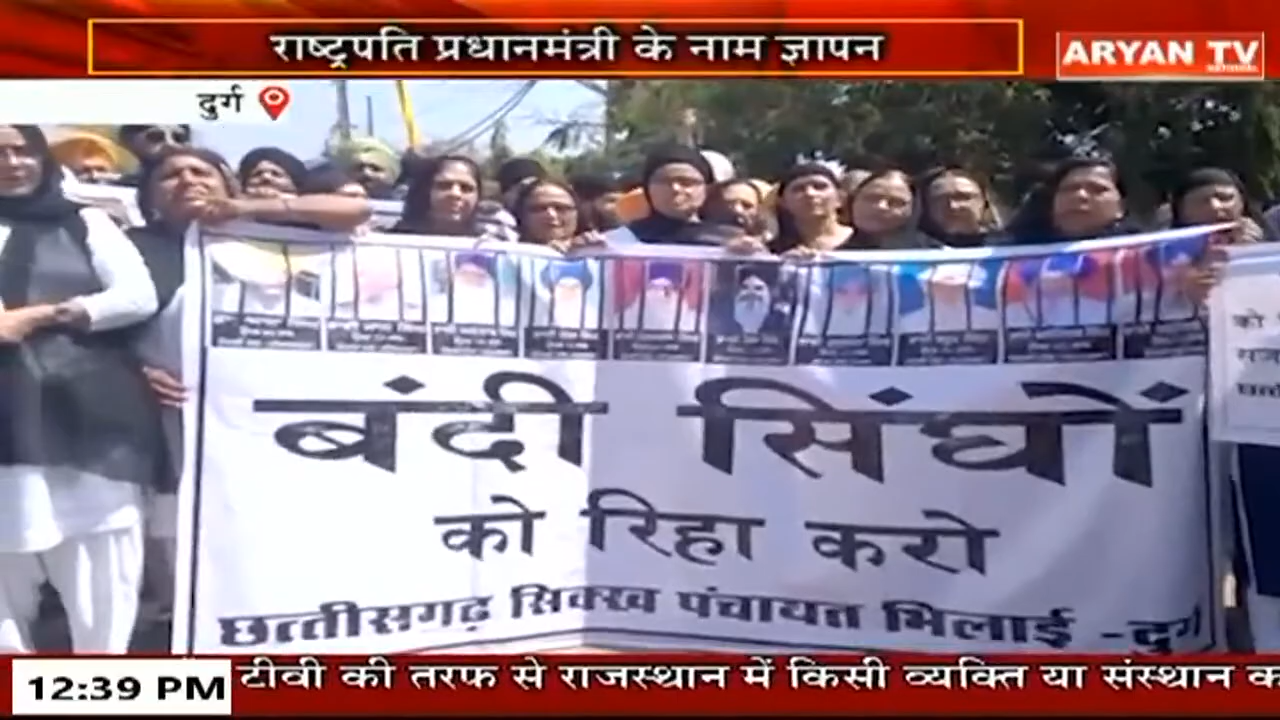 राष्ट्रपति प्रधानमंत्री के नाम ज्ञापन
ARYAN TV
दुर्ग
बंदी सिंघों
को रिहा करो
छत्तीसगढ़ सिक्ख पंचायत भिलाई - दुर्ग
को
12:39 PM
टीवी की तरफ से राजस्थान में किसी व्यक्ति या संस्थान क